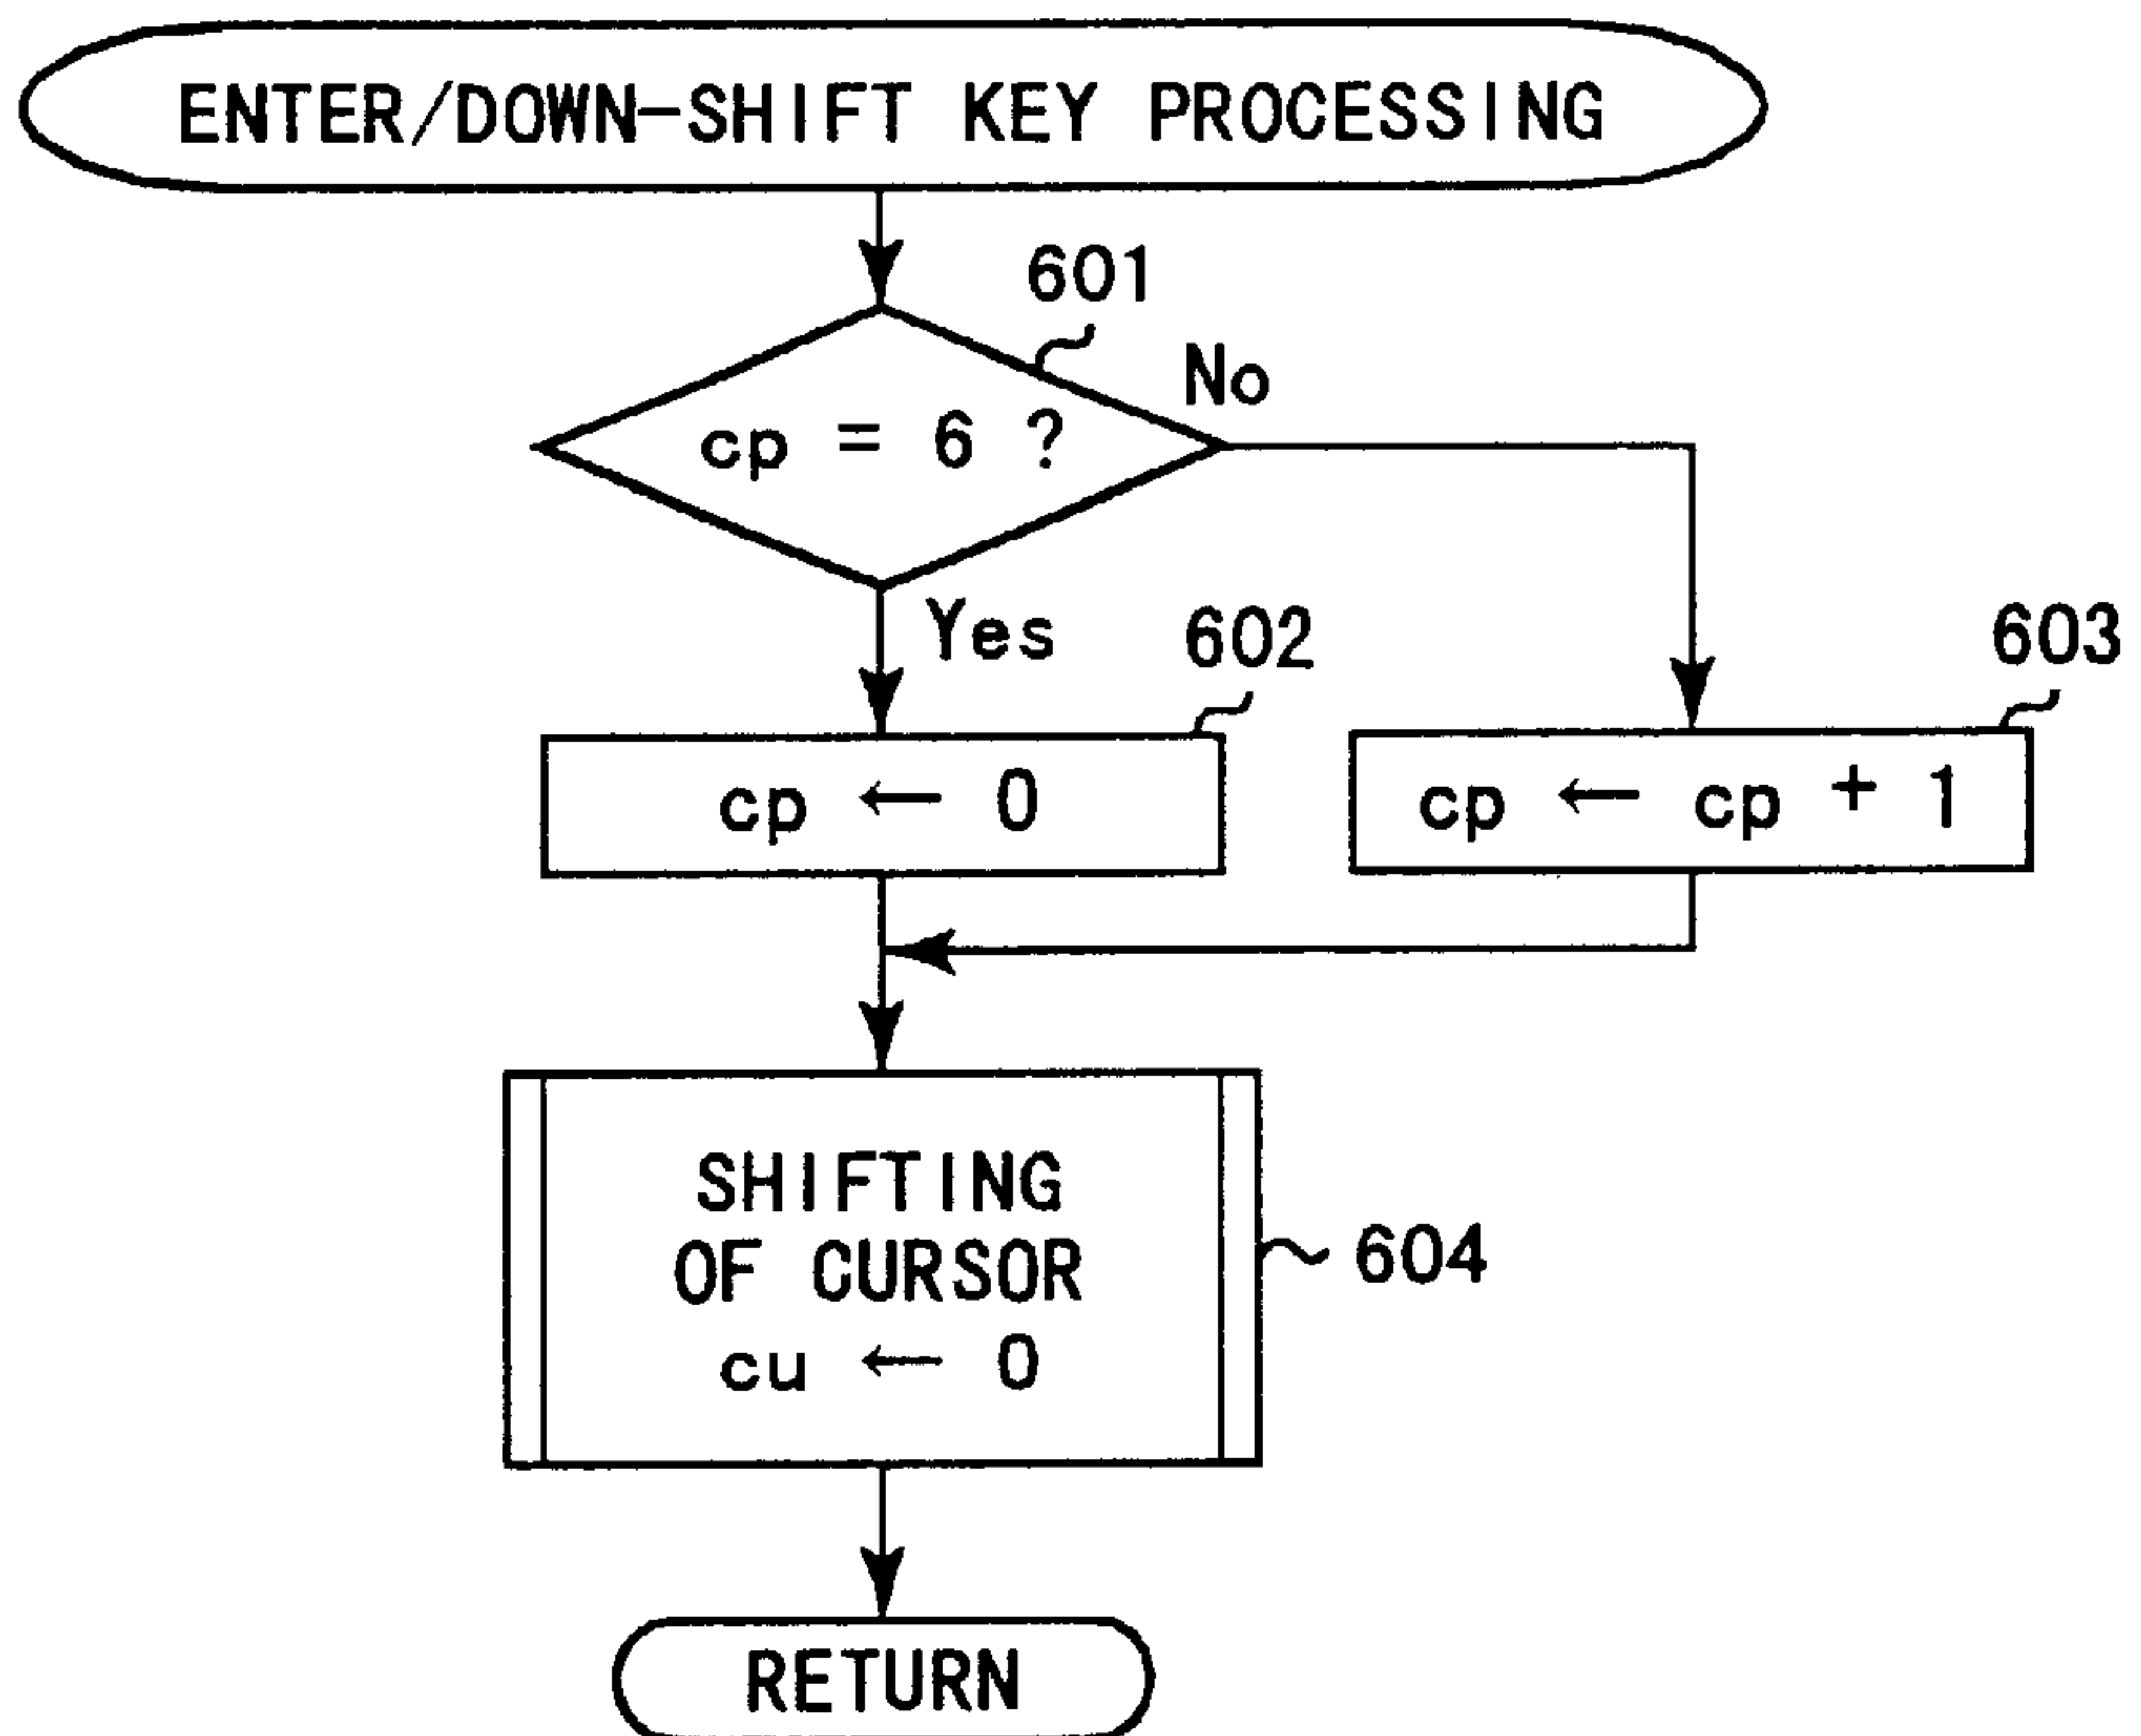 ENTER/DOWN-SHIFT KEY PROCESSING
601
No
cp = 6 ?
Yes
602
603
cp ← 0
cp ← cp + 1
SHIFTING
OF CURSOR
604
cu ← 0
RETURN